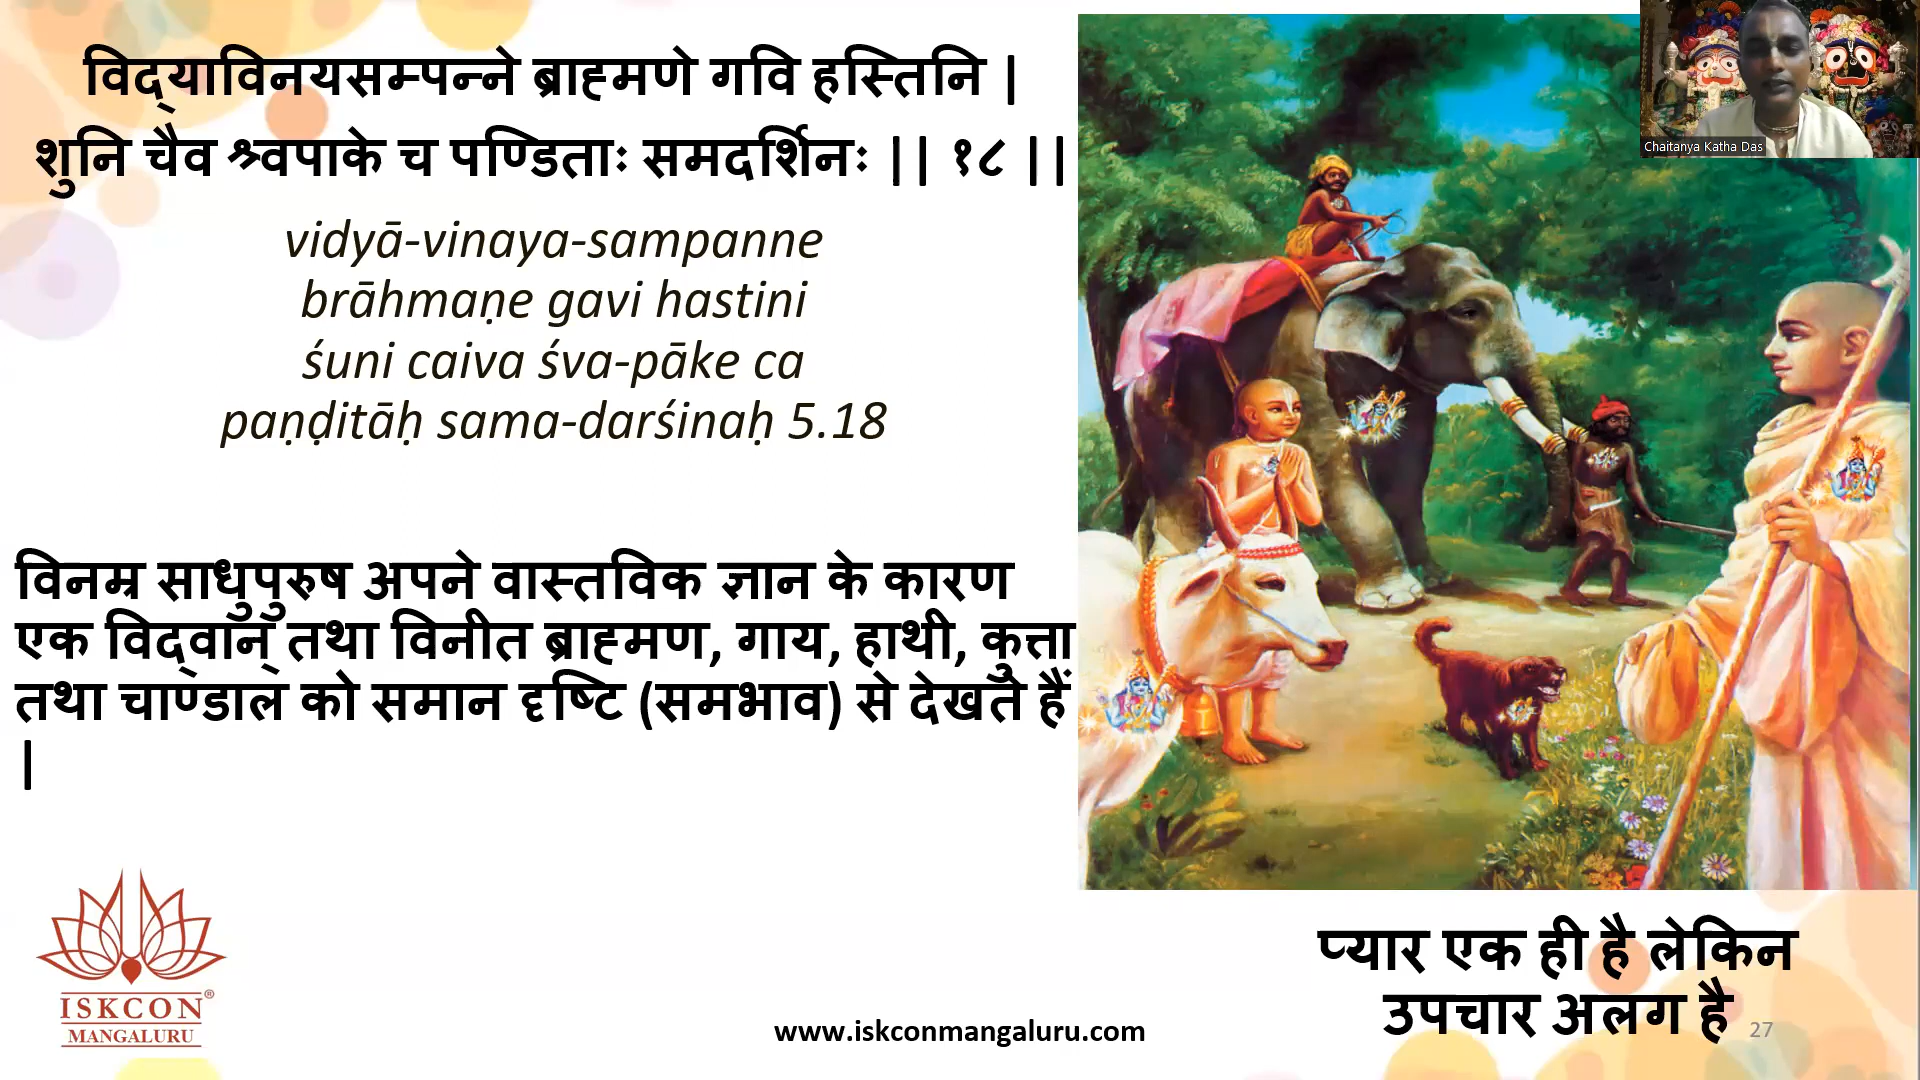 विद्याविनयसम्पन्ने ब्राह्मणे गवि हस्तिनि |
शुनि चैव श्र्वपाके च पण्डिताः समदर्शिनः || १८ ||
vidyā-vinaya-sampanne
brāhmaṇe gavi hastini
śuni caiva śva-pāke ca
paṇḍitāḥ sama-darśinaḥ 5.18
विनम्र साधुपुरुष अपने वास्तविक ज्ञान के कारण
एक विद्वान् तथा विनीत ब्राह्मण, गाय, हाथी, कुत्ता
तथा चाण्डाल को समान दृष्टि (समभाव) से देखते हैं
|
Chaitanya Katha Das
ISKCON®
MANGALURU
www.iskconmangaluru.com
प्यार एक ही है लेकिन
उपचार अलग है
27